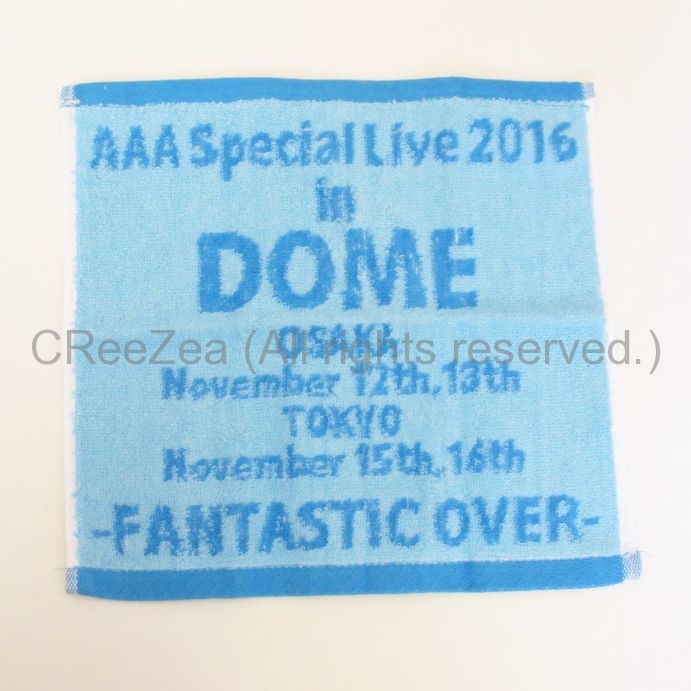 AAA Special Live 2016
in
DOME
OSAKA
CReeZea (All rights reserved.)
November 12th, 13th
TOKYO
November 15th, 16th
-FANTASTIC OVER-